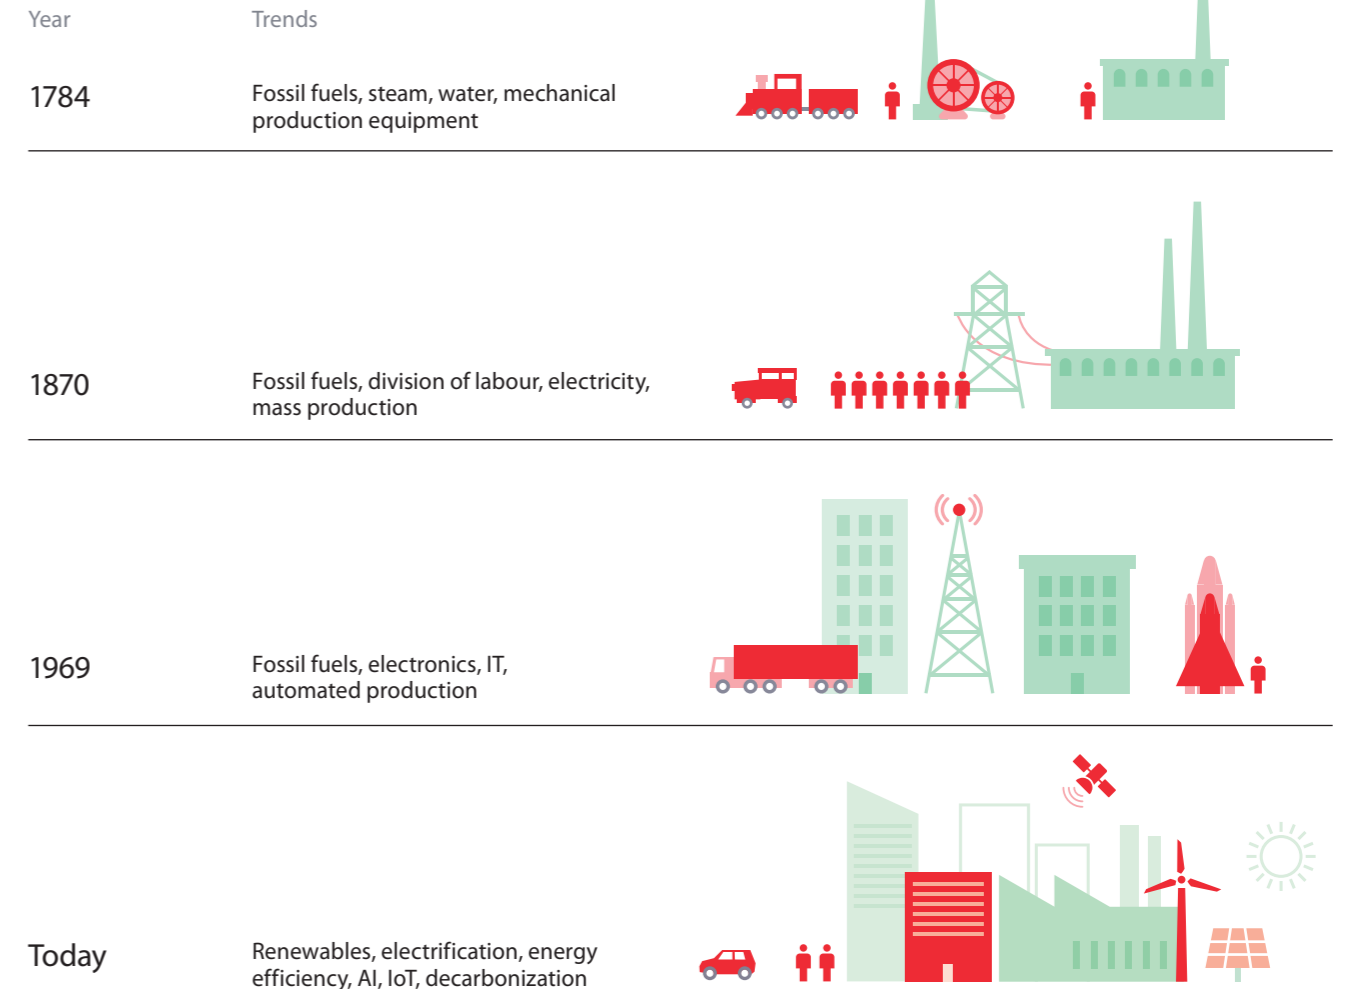 Year
Trends
1784
Fossil fuels, steam, water, mechanical
production equipment
1870
Fossil fuels, division of labour, electricity,
mass production
1969
Fossil fuels, electronics, IT,
automated production
Today
Renewables, electrification, energy
efficiency, AI, IoT, decarbonization